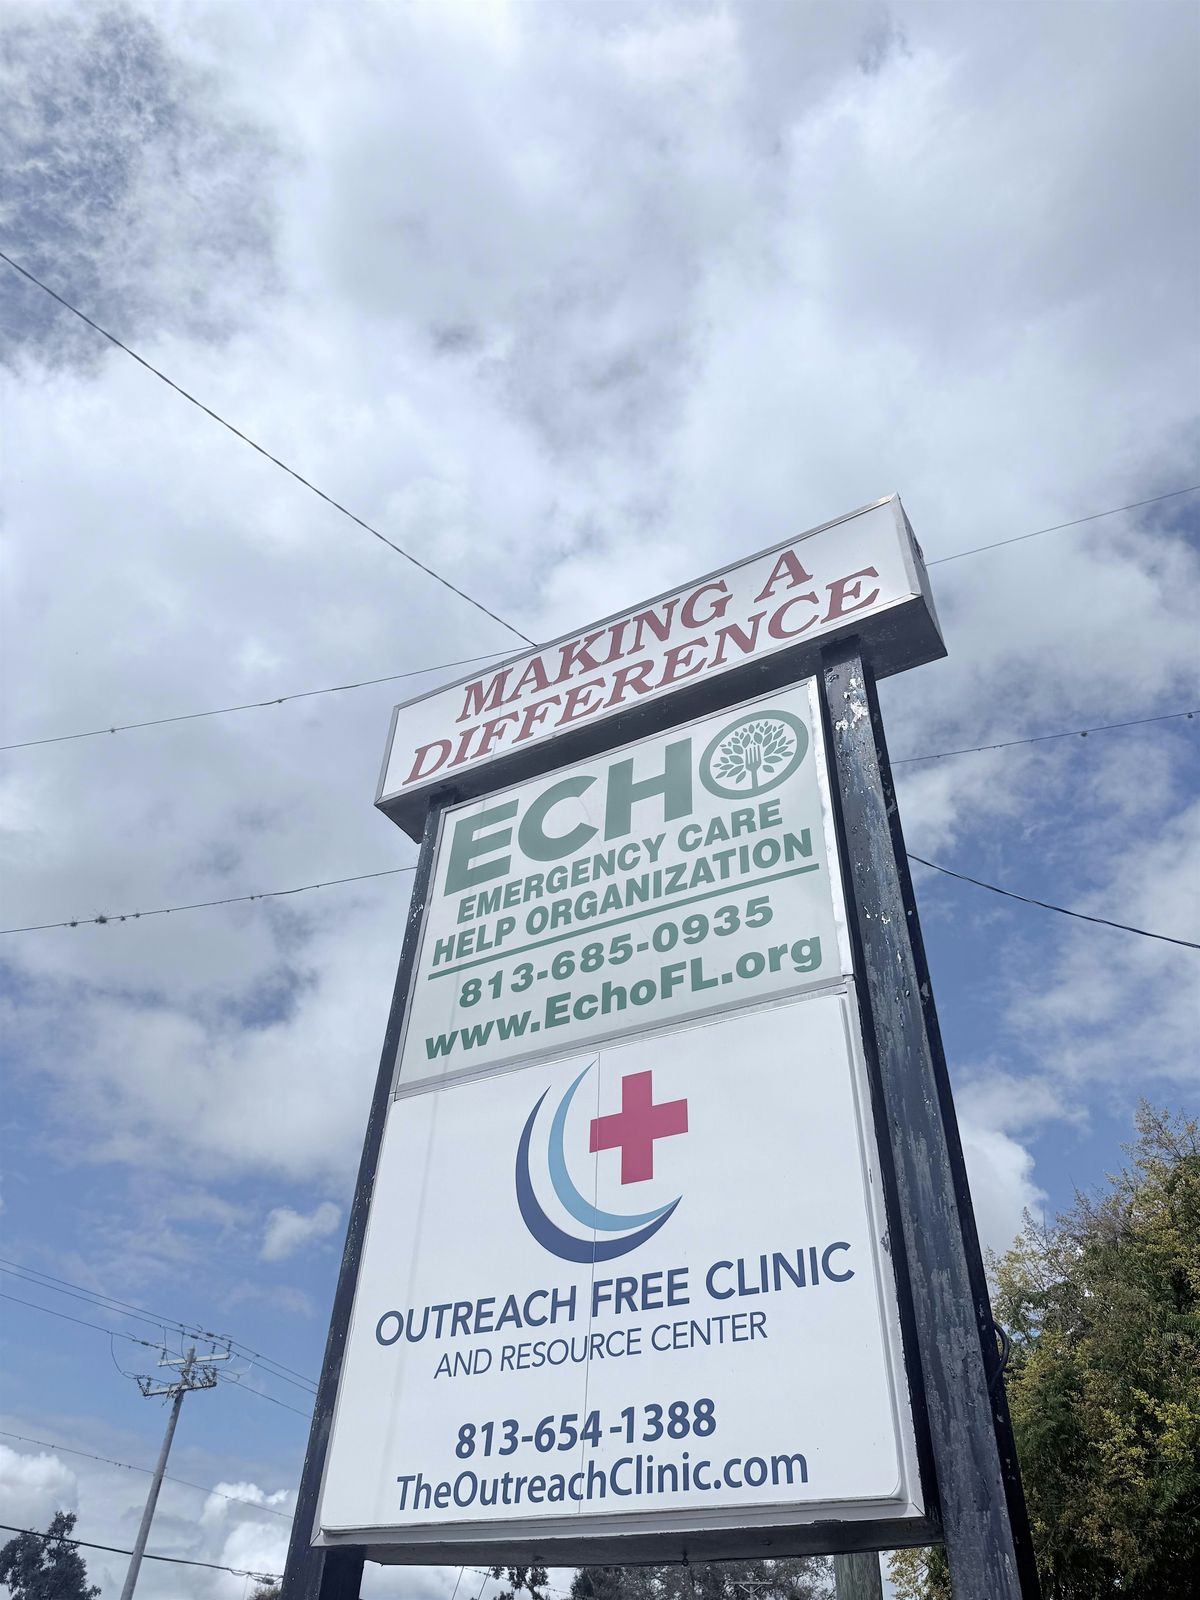 MAKING A
DIFFERENCE
ECHO
EMERGENCY CARE
HELP ORGANIZATION
813-685-0935
www.EchoFL.org
OUTREACH FREE CLINIC
AND RESOURCE CENTER
813-654-1388
TheOutreachClinic.com